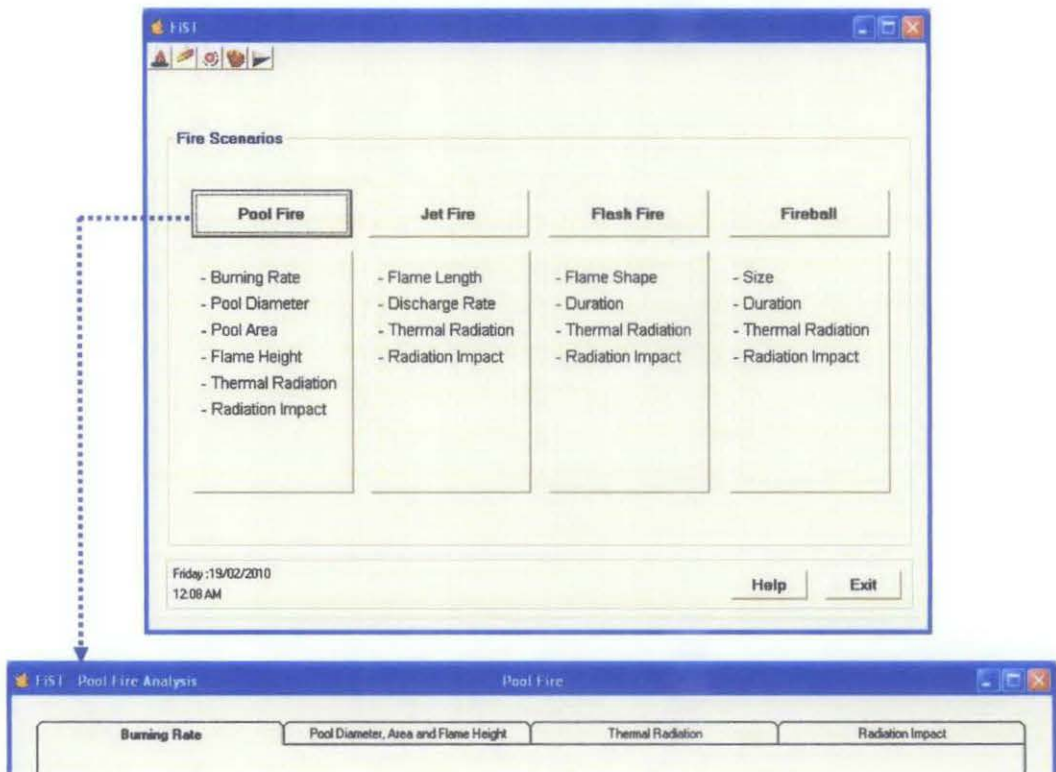 FiST
Fire Scenarios
Pool Fire Jet Fire Flash Fire Fireball
- Burning Rate
- Pool Diameter
- Pool Area
- Flame Height
- Thermal Radiation
- Radiation Impact
- Flame Length
- Discharge Rate
- Thermal Radiation
- Radiation Impact
- Flame Shape
- Duration
- Thermal Radiation
- Radiation Impact
- Size
- Duration
- Thermal Radiation
- Radiation Impact
Friday :19/02/2010
12:08 AM
Help Exit
FiST Pool Fire Analysis Pool Fire
Burning Rate Pool Diameter, Area and Flame Height Thermal Radiation Radiation Impact